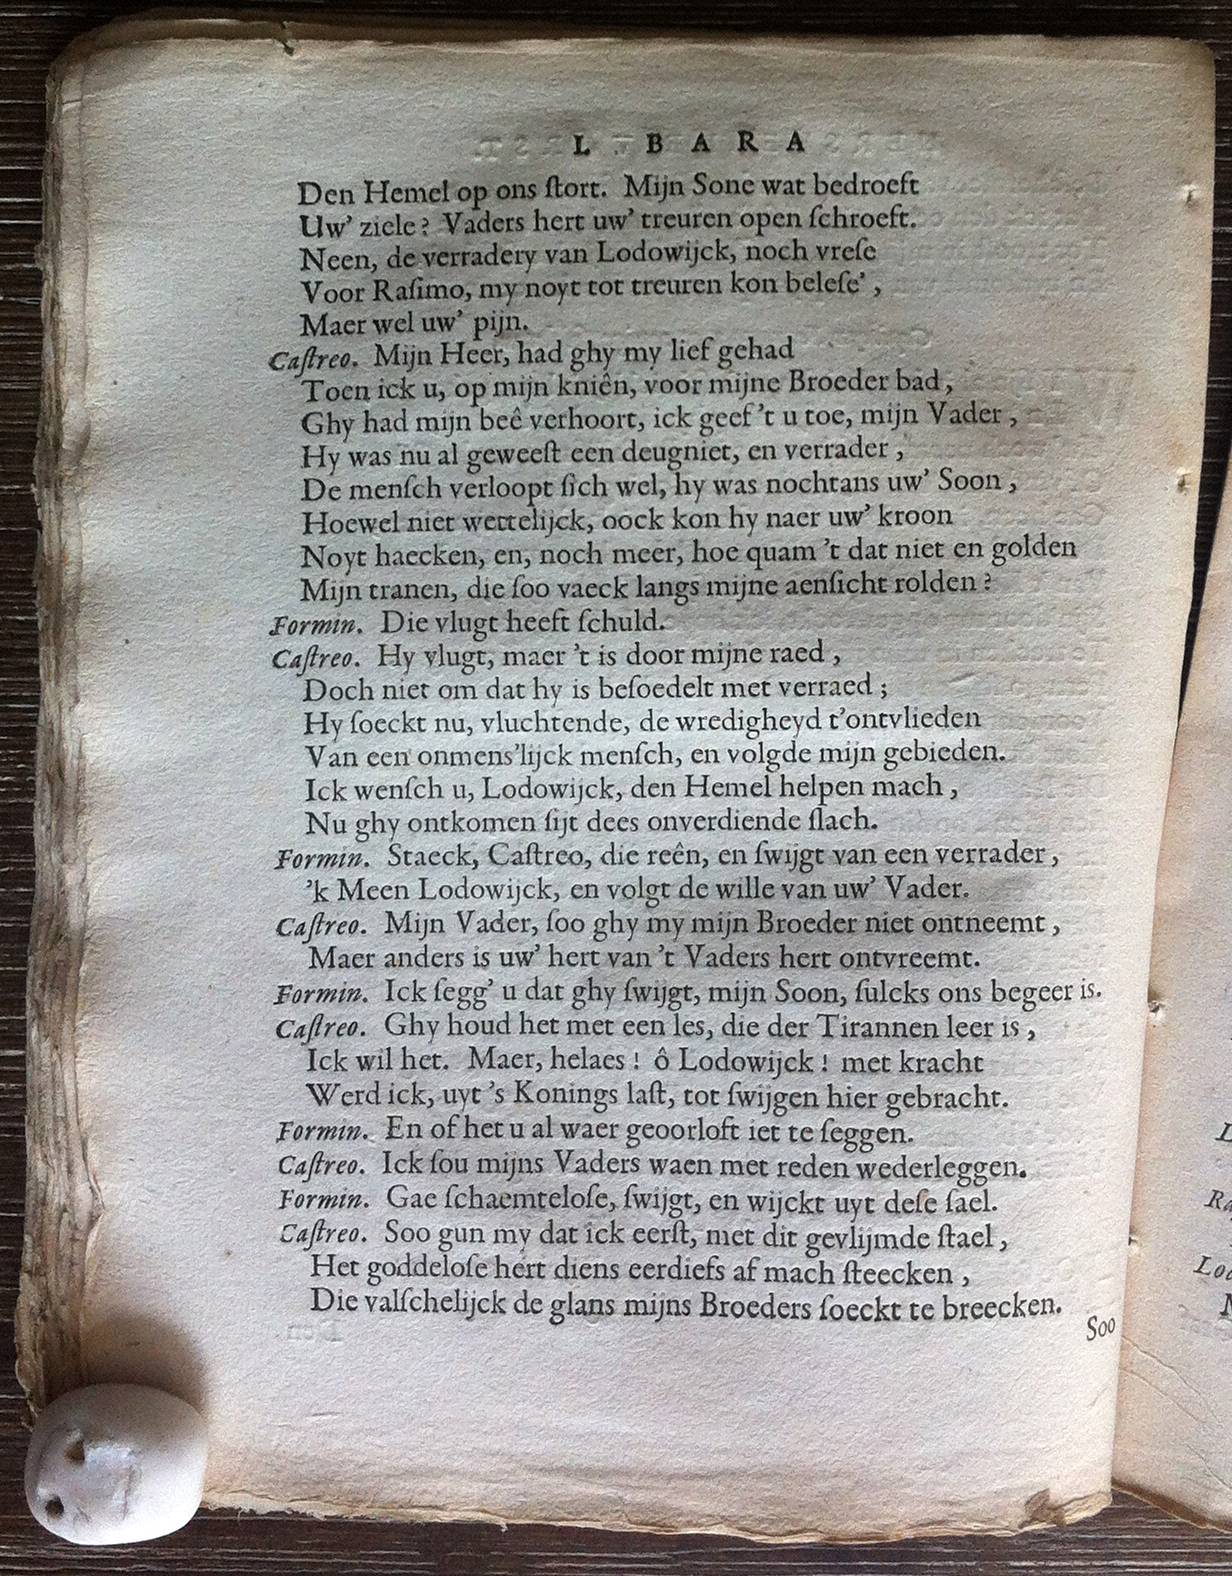 L BARA
Den Hemel op ons ſtort. Mijn Sone wat bedroeft
Uw' ziele? Vaders hert uw' treuren open ſchroeft.
Neen, de verradery van Lodowijck, noch vreſe
Voor Raſimo, my noyt tot treuren kon beleſe',
Maer wel uw' pijn.
Caſtreo. Mijn Heer, had ghy my lief gehad
Toen ick u, op mijn kniên, voor mijne Broeder bad,
Ghy had mijn beê verhoort, ick geef 't u toe, mijn Vader,
Hy was nu al geweeſt een deugniet, en verrader,
De menſch verloopt ſich wel, hy was nochtans uw' Soon,
Hoewel niet wettelijck, oock kon hy naer uw' kroon
Noyt haecken, en, noch meer, hoe quam 't dat niet en golden
Mijn tranen, die ſoo vaeck langs mijne aenſicht rolden?
Formin. Die vlugt heeft ſchuld.
Caſtreo. Hy vlugt, maer 't is door mijne raed,
Doch niet om dat hy is beſoedelt met verraed;
Hy ſoeckt nu, vluchtende, de wredigheyd t'ontvlieden
Van een onmens'lijck menſch, en volgde mijn gebieden.
Ick wenſch u, Lodowijck, den Hemel helpen mach,
Nu ghy ontkomen ſijt dees onverdiende ſlach.
Formin. Staeck, Caſtreo, die reên, en ſwijgt van een verrader,
'k Meen Lodowijck, en volgt de wille van uw' Vader.
Caſtreo. Mijn Vader, ſoo ghy my mijn Broeder niet ontneemt,
Maer anders is uw' hert van 't Vaders hert ontvreemt.
Formin. Ick ſegg' u dat ghy ſwijgt, mijn Soon, ſulcks ons begeer is.
Caſtreo. Ghy houd het met een les, die der Tirannen leer is,
Ick wil het. Maer, helaes! ô Lodowijck! met kracht
Werd ick, uyt 's Konings laſt, tot ſwijgen hier gebracht.
Formin. En of het u al waer geoorloft iet te ſeggen.
Caſtreo. Ick ſou mijns Vaders waen met reden wederleggen.
Formin. Gae ſchaemteloſe, ſwijgt, en wijckt uyt deſe ſael.
Caſtreo. Soo gun my dat ick eerſt, met dit gevlijmde ſtael,
Het goddeloſe hert diens eerdiefs af mach ſteecken,
Die valſchelijck de glans mijns Broeders ſoeckt te breecken.
Soo